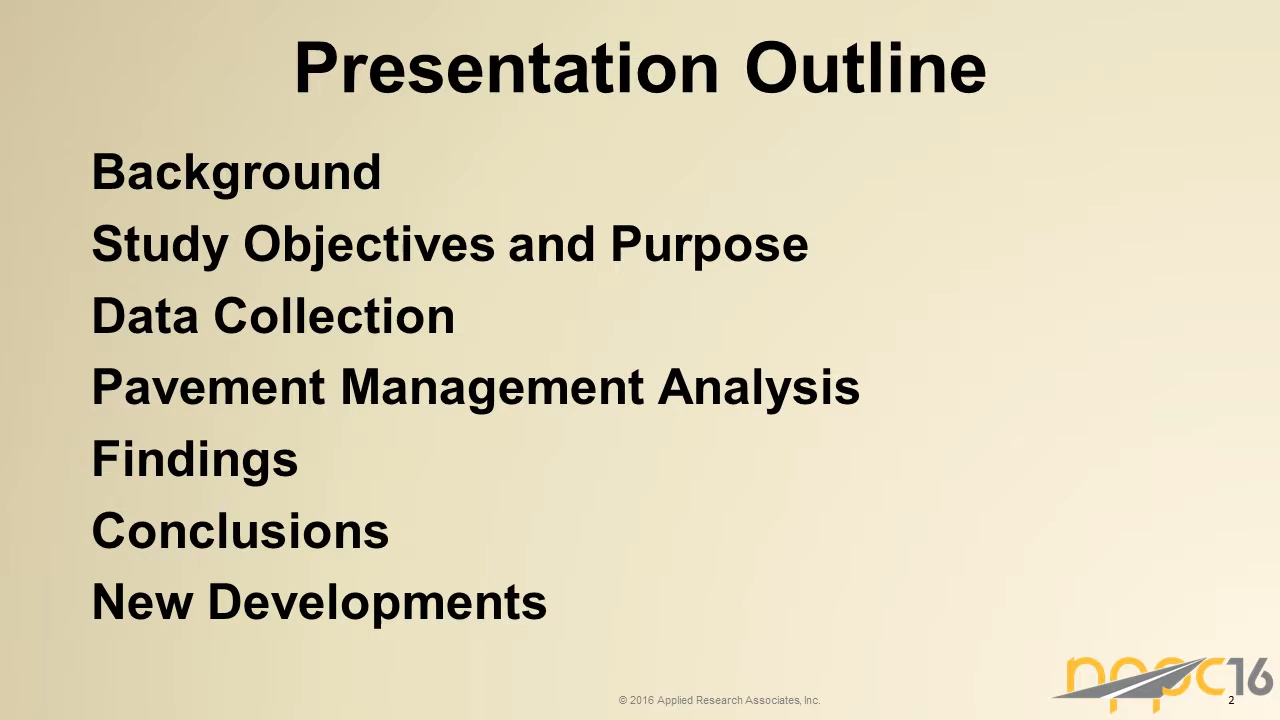 Presentation Outline
Background
Study Objectives and Purpose
Data Collection
Pavement Management Analysis
Findings
Conclusions
New Developments
© 2016 Applied Research Associates, Inc.
nppc16
2